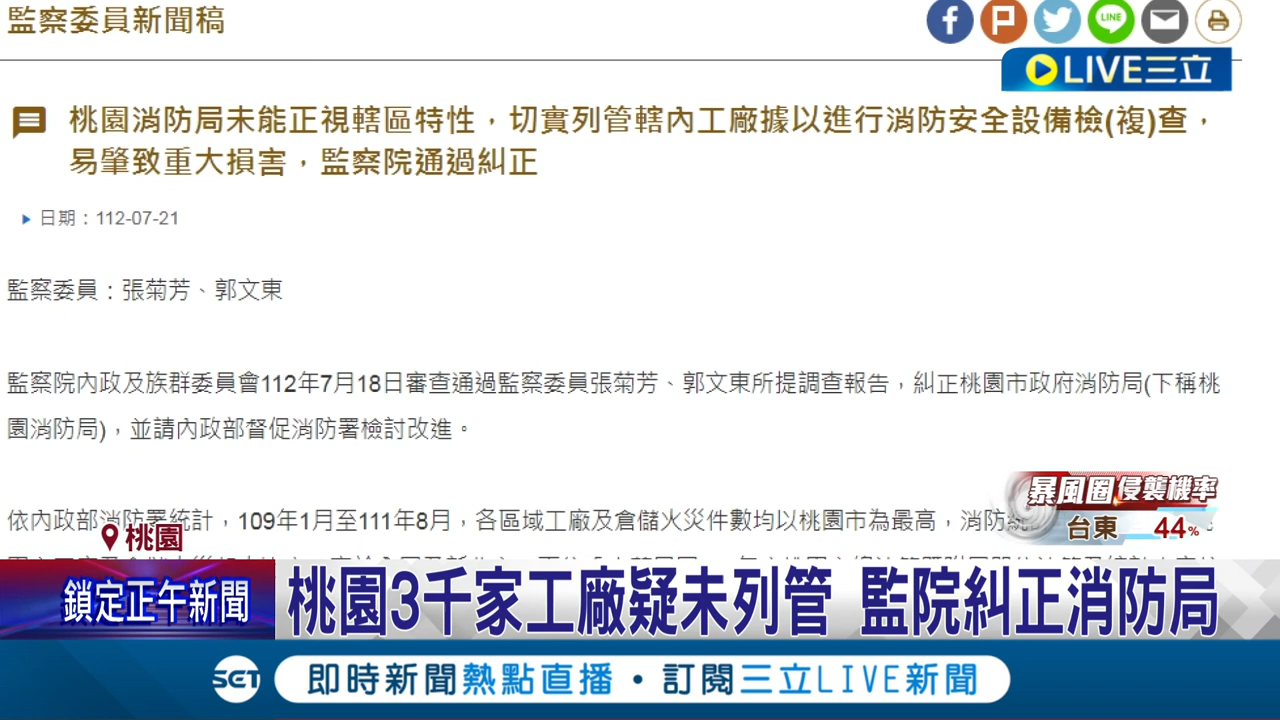 監察委員新聞稿
LINE
LIVE三立
桃園消防局未能正視轄區特性，切實列管轄內工廠據以進行消防安全設備檢(複)查，
易肇致重大損害，監察院通過糾正
日期：112-07-21
監察委員：張菊芳、郭文東
監察院內政及族群委員會112年7月18日審查通過監察委員張菊芳、郭文東所提調查報告，糾正桃園市政府消防局(下稱桃
園消防局)，並請內政部督促消防署檢討改進。
暴風圈侵襲機率
台東 44%
依內政部消防署統計，109年1月至111年8月，各區域工廠及倉儲火災件數均以桃園市為最高，消防
桃園
鎖定正午新聞
桃園3千家工廠疑未列管 監院糾正消防局
SET 即時新聞熱點直播・訂閱三立LIVE新聞